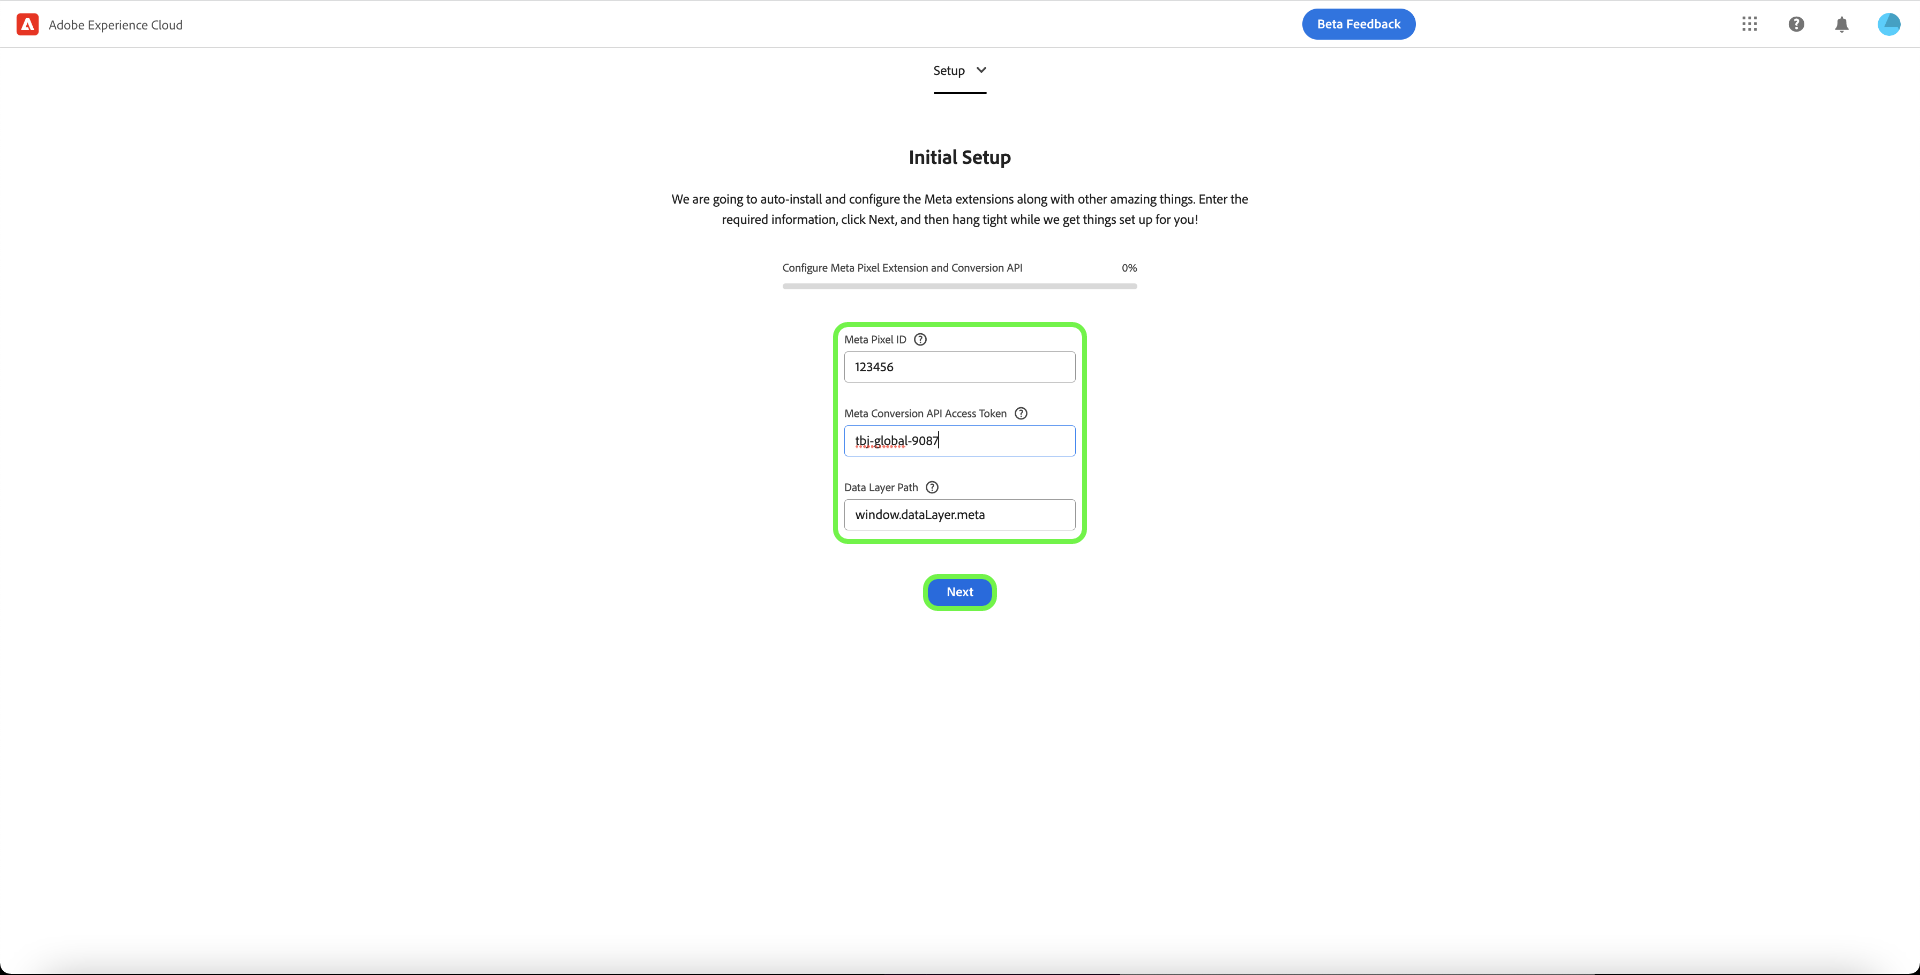 Adobe Experience Cloud
Beta Feedback
Setup
Initial Setup
We are going to auto-install and configure the Meta extensions along with other amazing things. Enter the
required information, click Next, and then hang tight while we get things set up for you!
Configure Meta Pixel Extension and Conversion API 0%
Meta Pixel ID
123456
Meta Conversion API Access Token
tbj-global-9087
Data Layer Path
window.dataLayer.meta
Next